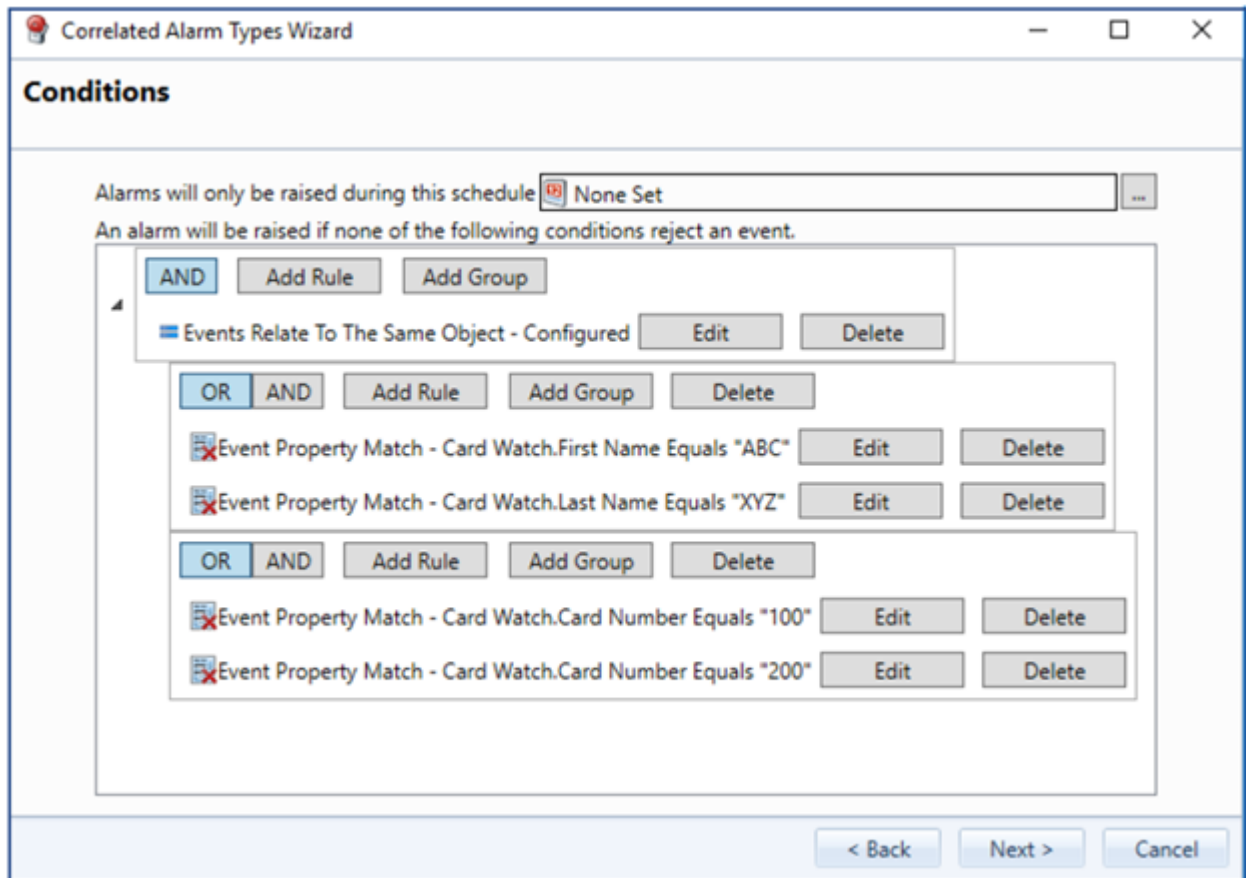 Correlated Alarm Types Wizard
Conditions
Alarms will only be raised during this schedule None Set ...
An alarm will be raised if none of the following conditions reject an event.
AND Add Rule Add Group
Events Relate To The Same Object - Configured Edit Delete
OR AND Add Rule Add Group Delete
Event Property Match - Card Watch.First Name Equals "ABC" Edit Delete
Event Property Match - Card Watch.Last Name Equals "XYZ" Edit Delete
OR AND Add Rule Add Group Delete
Event Property Match - Card Watch.Card Number Equals "100" Edit Delete
Event Property Match - Card Watch.Card Number Equals "200" Edit Delete
< Back Next > Cancel